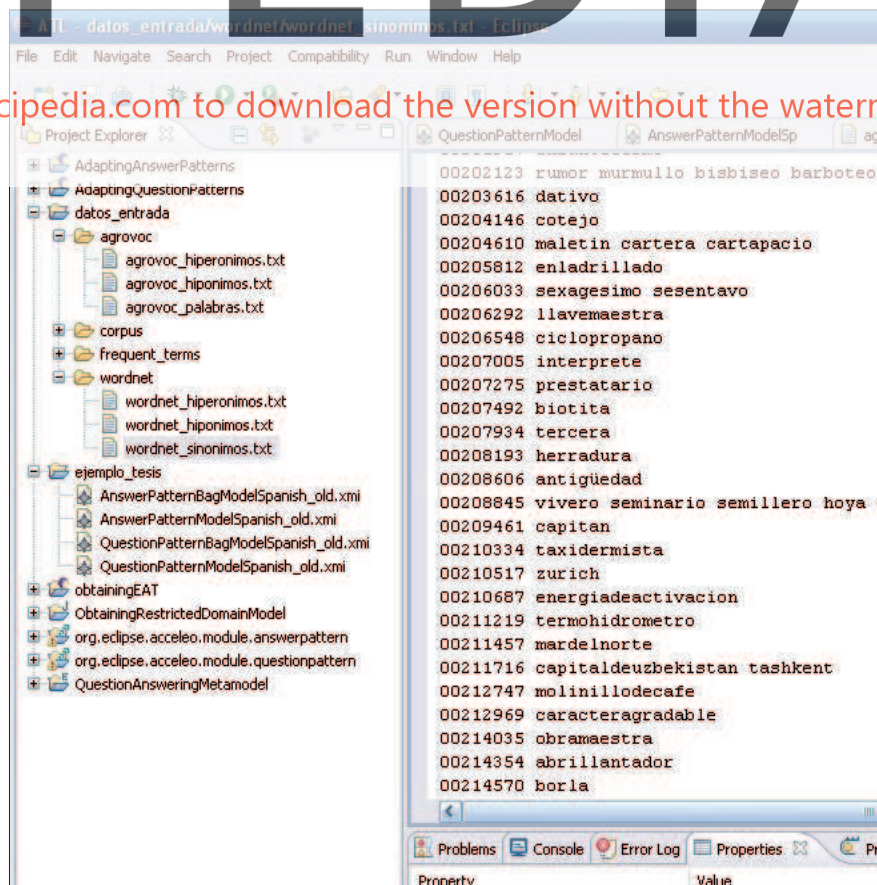 PEDIA
ATL - datos_entrada/wordnet/wordnet_sinonimos.txt - Eclipse
File Edit Navigate Search Project Compatibility Run Window Help
cipedia.com to download the version without the watern
Project Explorer
AdaptingAnswerPatterns
AdaptingQuestionPatterns
datos_entrada
agrovoc
agrovoc_hiperonimos.txt
agrovoc_hiponimos.txt
agrovoc_palabras.txt
corpus
frequent_terms
wordnet
wordnet_hiperonimos.txt
wordnet_hiponimos.txt
wordnet_sinonimos.txt
ejemplo_tesis
AnswerPatternBagModelSpanish_old.xmi
AnswerPatternModelSpanish_old.xmi
QuestionPatternBagModelSpanish_old.xmi
QuestionPatternModelSpanish_old.xmi
obtainingEAT
ObtainingRestrictedDomainModel
org.eclipse.acceleo.module.answerpattern
org.eclipse.acceleo.module.questionpattern
QuestionAnsweringMetamodel
QuestionPatternModel AnswerPatternModelSp ag
00202123 rumor murmullo bisbiseo barboteo
00203616 dativo
00204146 cotejo
00204610 maletin cartera cartapacio
00205812 enladrillado
00206033 sexagesimo sesentavo
00206292 llavemaestra
00206548 ciclopropano
00207005 interprete
00207275 prestatario
00207492 biotita
00207934 tercera
00208193 herradura
00208606 antigüedad
00208845 vivero seminario semillero hoya
00209461 capitan
00210334 taxidermista
00210517 zurich
00210687 energiadeactivacion
00211219 termohidrometro
00211457 mardelnorte
00211716 capitaldeuzbekistan tashkent
00212747 molinillodecafe
00212969 caracteragradable
00214035 obramaestra
00214354 abrillantador
00214570 borla
Problems Console Error Log Properties Pr
Property Value